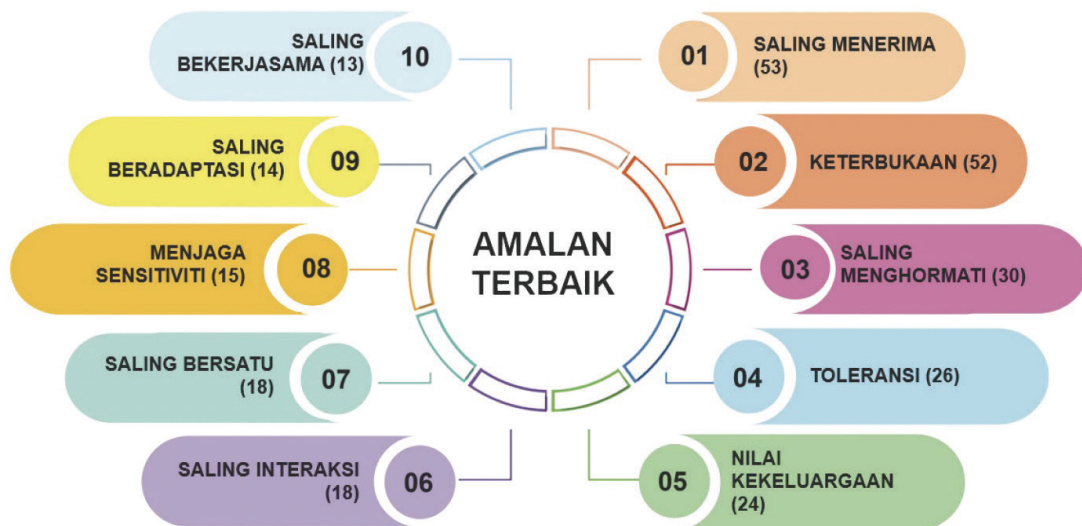 AMALAN
TERBAIK
01
SALING MENERIMA
(53)
02
KETERBUKAAN (52)
03
SALING
MENGHORMATI (30)
04
TOLERANSI (26)
05
NILAI
KEKELUARGAAN
(24)
06
SALING INTERAKSI
(18)
07
SALING BERSATU
(18)
08
MENJAGA
SENSITIVITI (15)
09
SALING
BERADAPTASI (14)
10
SALING
BEKERJASAMA (13)